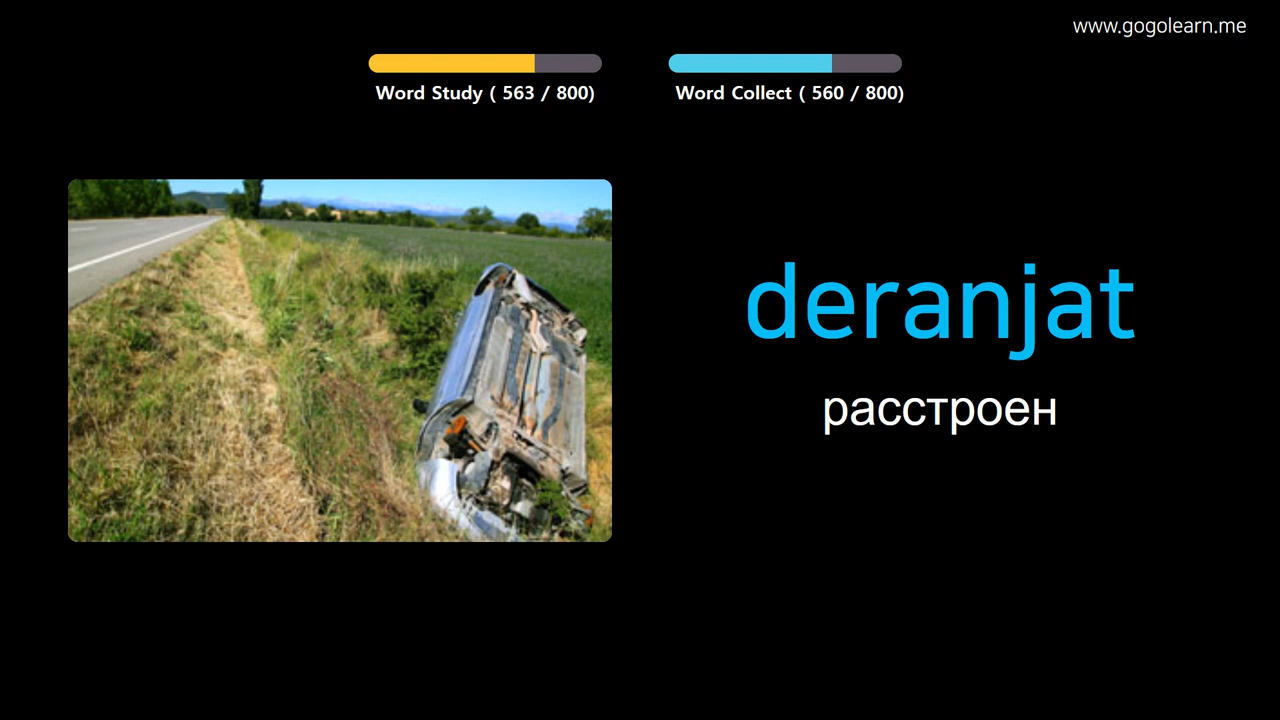 www.gogolearn.me
Word Study ( 563 / 800)
Word Collect ( 560 / 800)
deranjat
расстроен